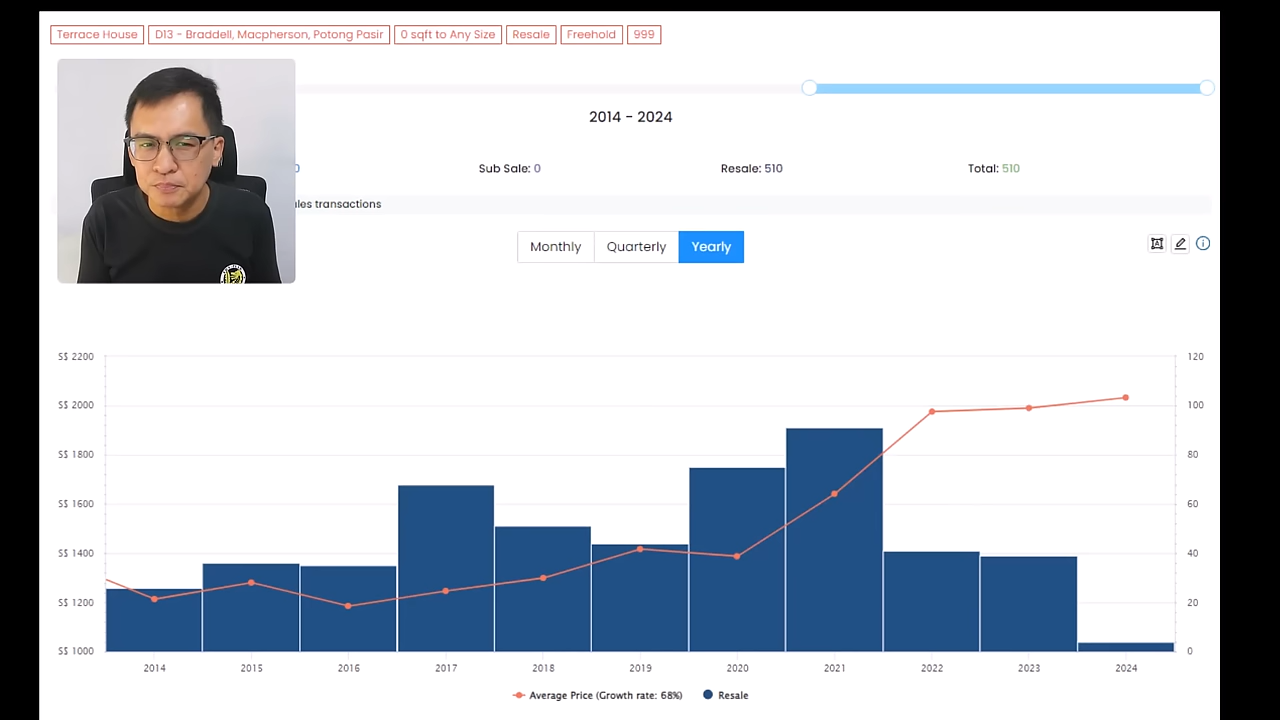 Terrace House D13 - Braddell, Macpherson, Potong Pasir 0 sqft to Any Size Resale Freehold 999
2014 - 2024
0 Sub Sale: 0 Resale: 510 Total: 510
les transactions
Monthly Quarterly Yearly
S$ 2200 120
S$ 2000 100
S$ 1800 80
S$ 1600 60
S$ 1400 40
S$ 1200 20
S$ 1000 0
2014 2015 2016 2017 2018 2019 2020 2021 2022 2023 2024
Average Price (Growth rate: 68%) Resale